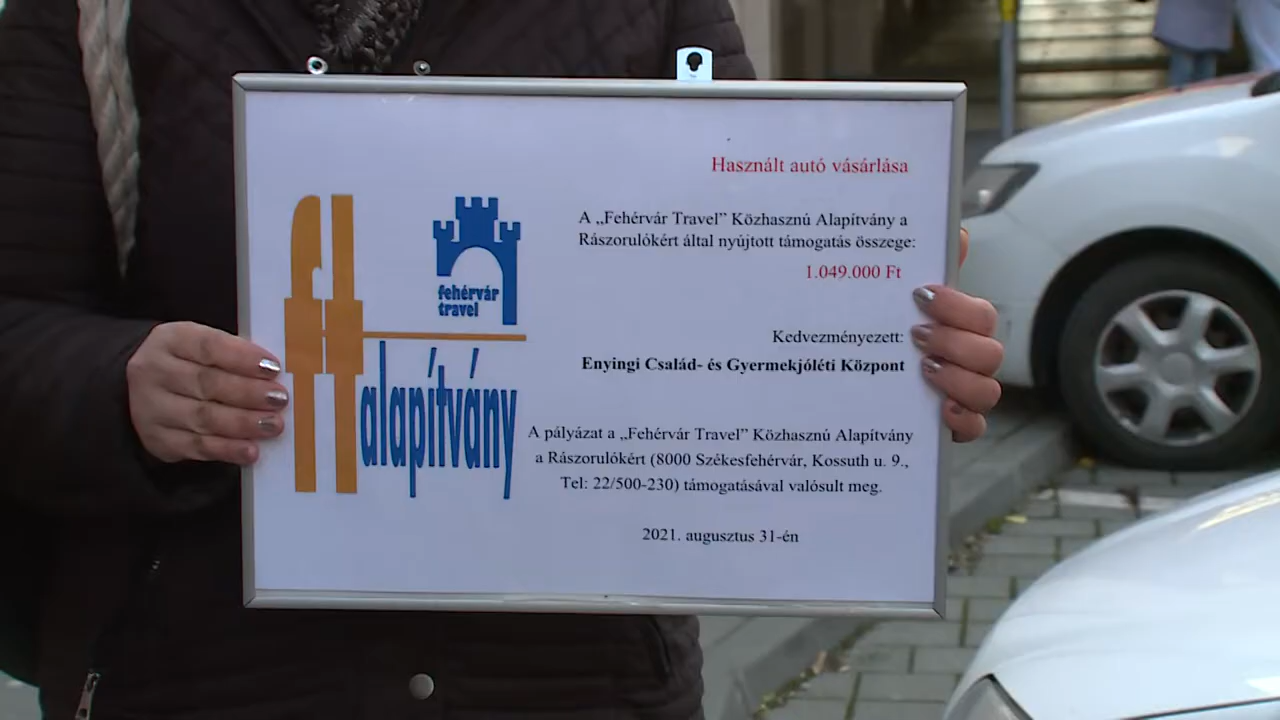 Használt autó vásárlása
A „Fehérvár Travel” Közhasznú Alapítvány a
Rászorulókért által nyújtott támogatás összege:
1.049.000 Ft
fehérvár
travel
alapítvány
Kedvezményezett:
Enyingi Család- és Gyermekjóléti Központ
A pályázat a „Fehérvár Travel” Közhasznú Alapítvány
a Rászorulókért (8000 Székesfehérvár, Kossuth u. 9.,
Tel: 22/500-230) támogatásával valósult meg.
2021. augusztus 31-én